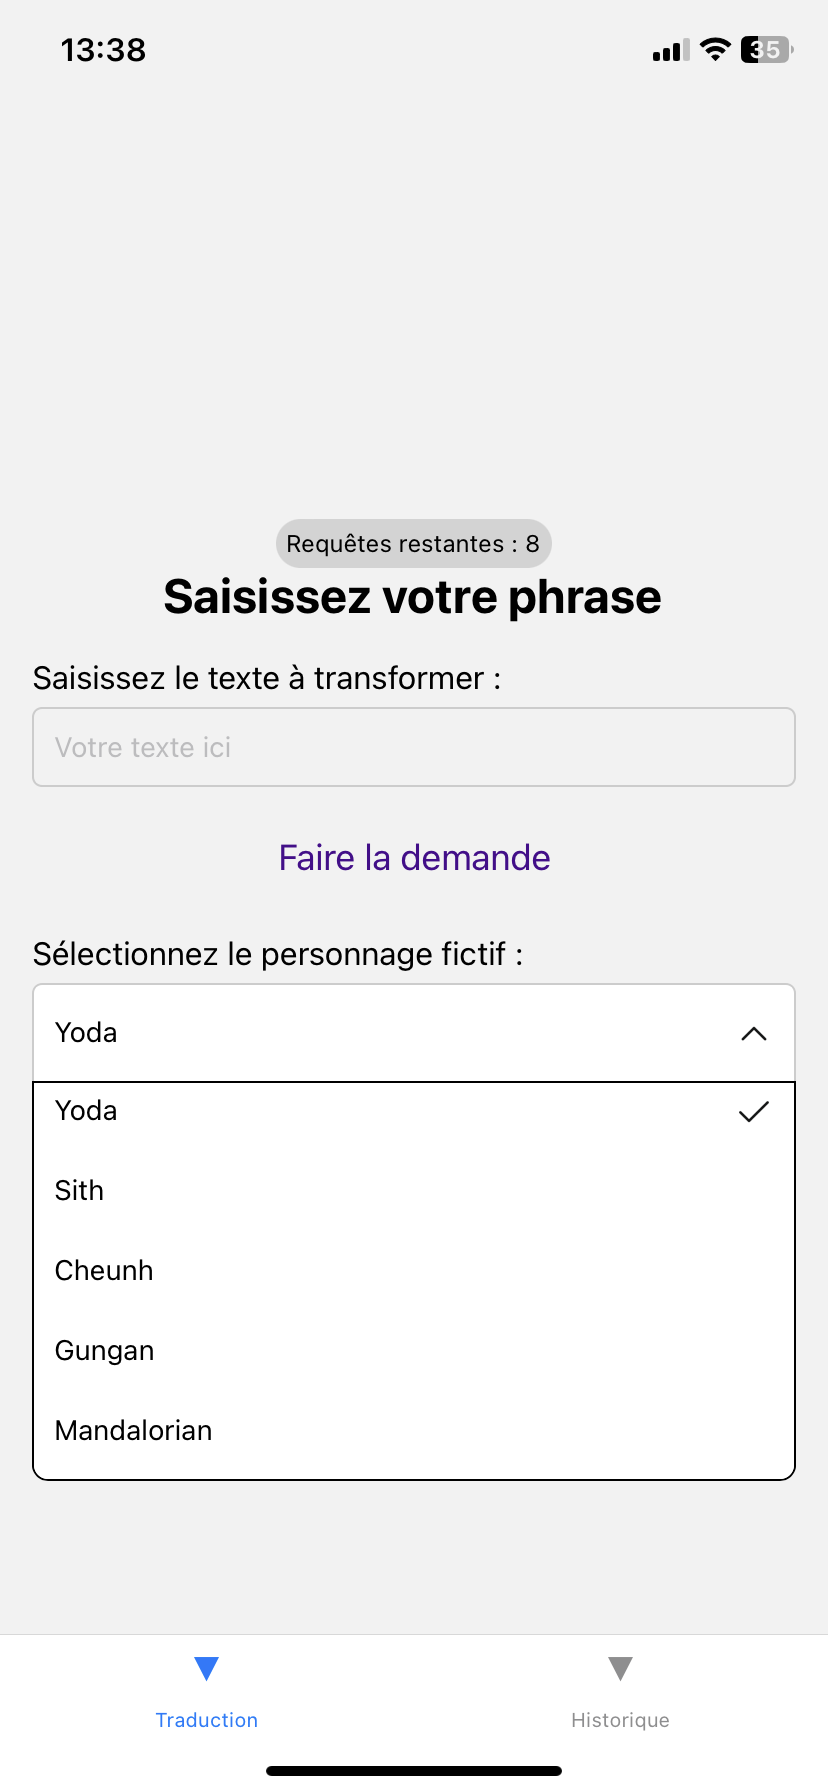 13:38
35
Requêtes restantes : 8
Saisissez votre phrase
Saisissez le texte à transformer :
Votre texte ici
Faire la demande
Sélectionnez le personnage fictif :
Yoda
Yoda
Sith
Cheunh
Gungan
Mandalorian
Traduction
Historique